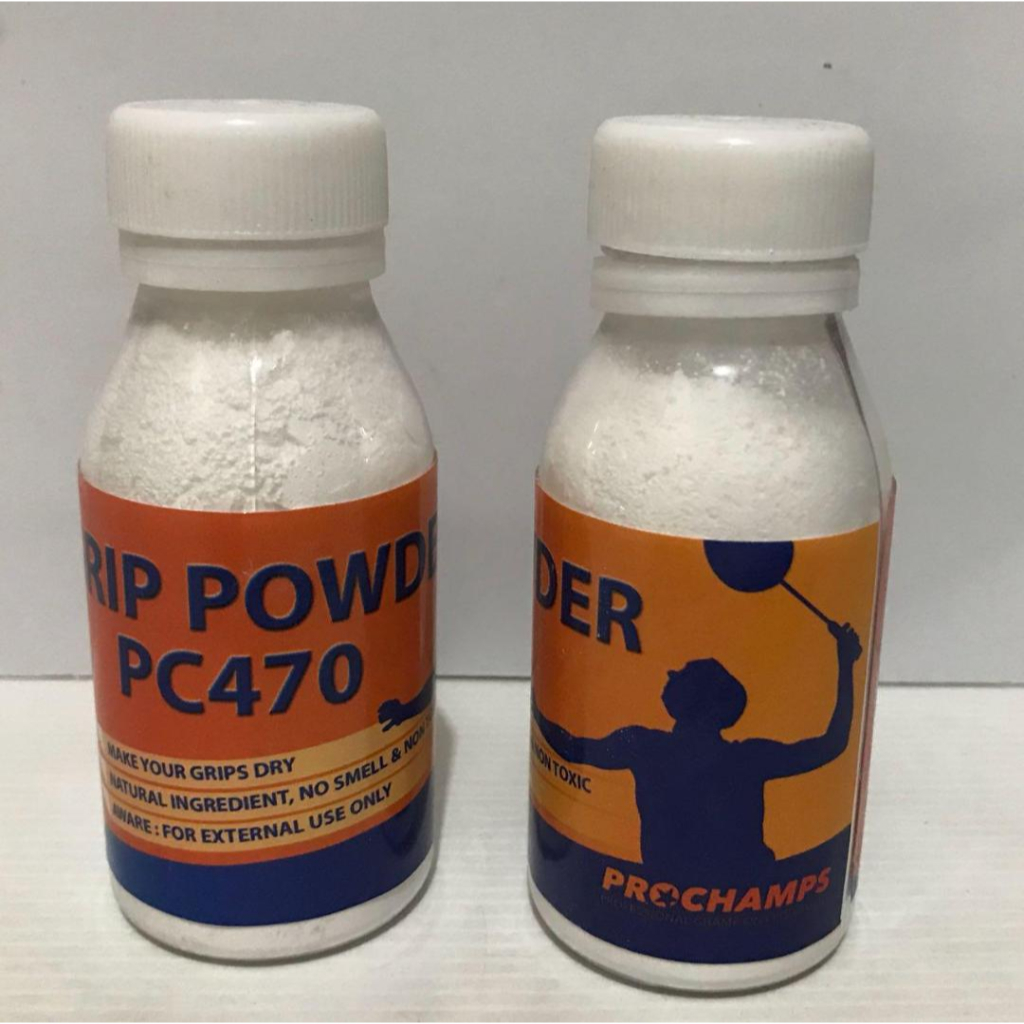 RIP POWDE
PC470
MAKE YOUR GRIPS DRY
NATURAL INGREDIENT, NO SMELL & NON
AWARE : FOR EXTERNAL USE ONLY
DER
NON TOXIC
PROCHAMPS